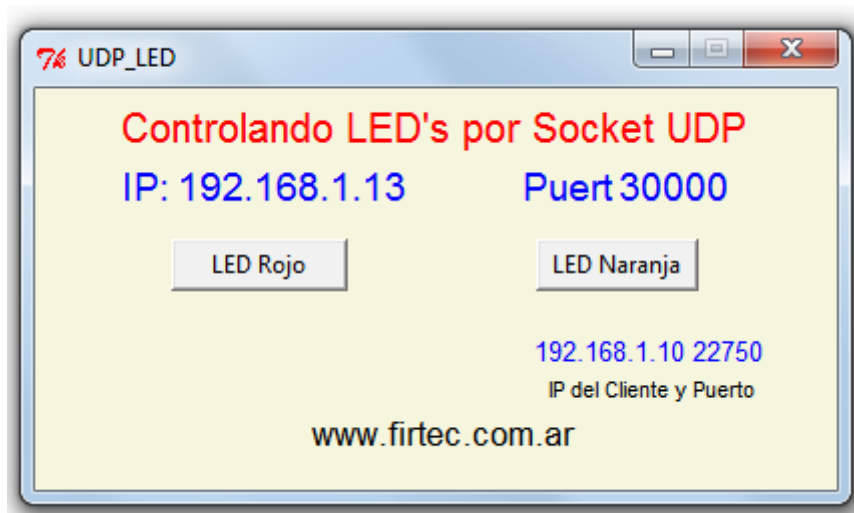 UDP_LED
Controlando LED's por Socket UDP
IP: 192.168.1.13 Puert 30000
LED Rojo LED Naranja
192.168.1.10 22750
IP del Cliente y Puerto
www.firtec.com.ar